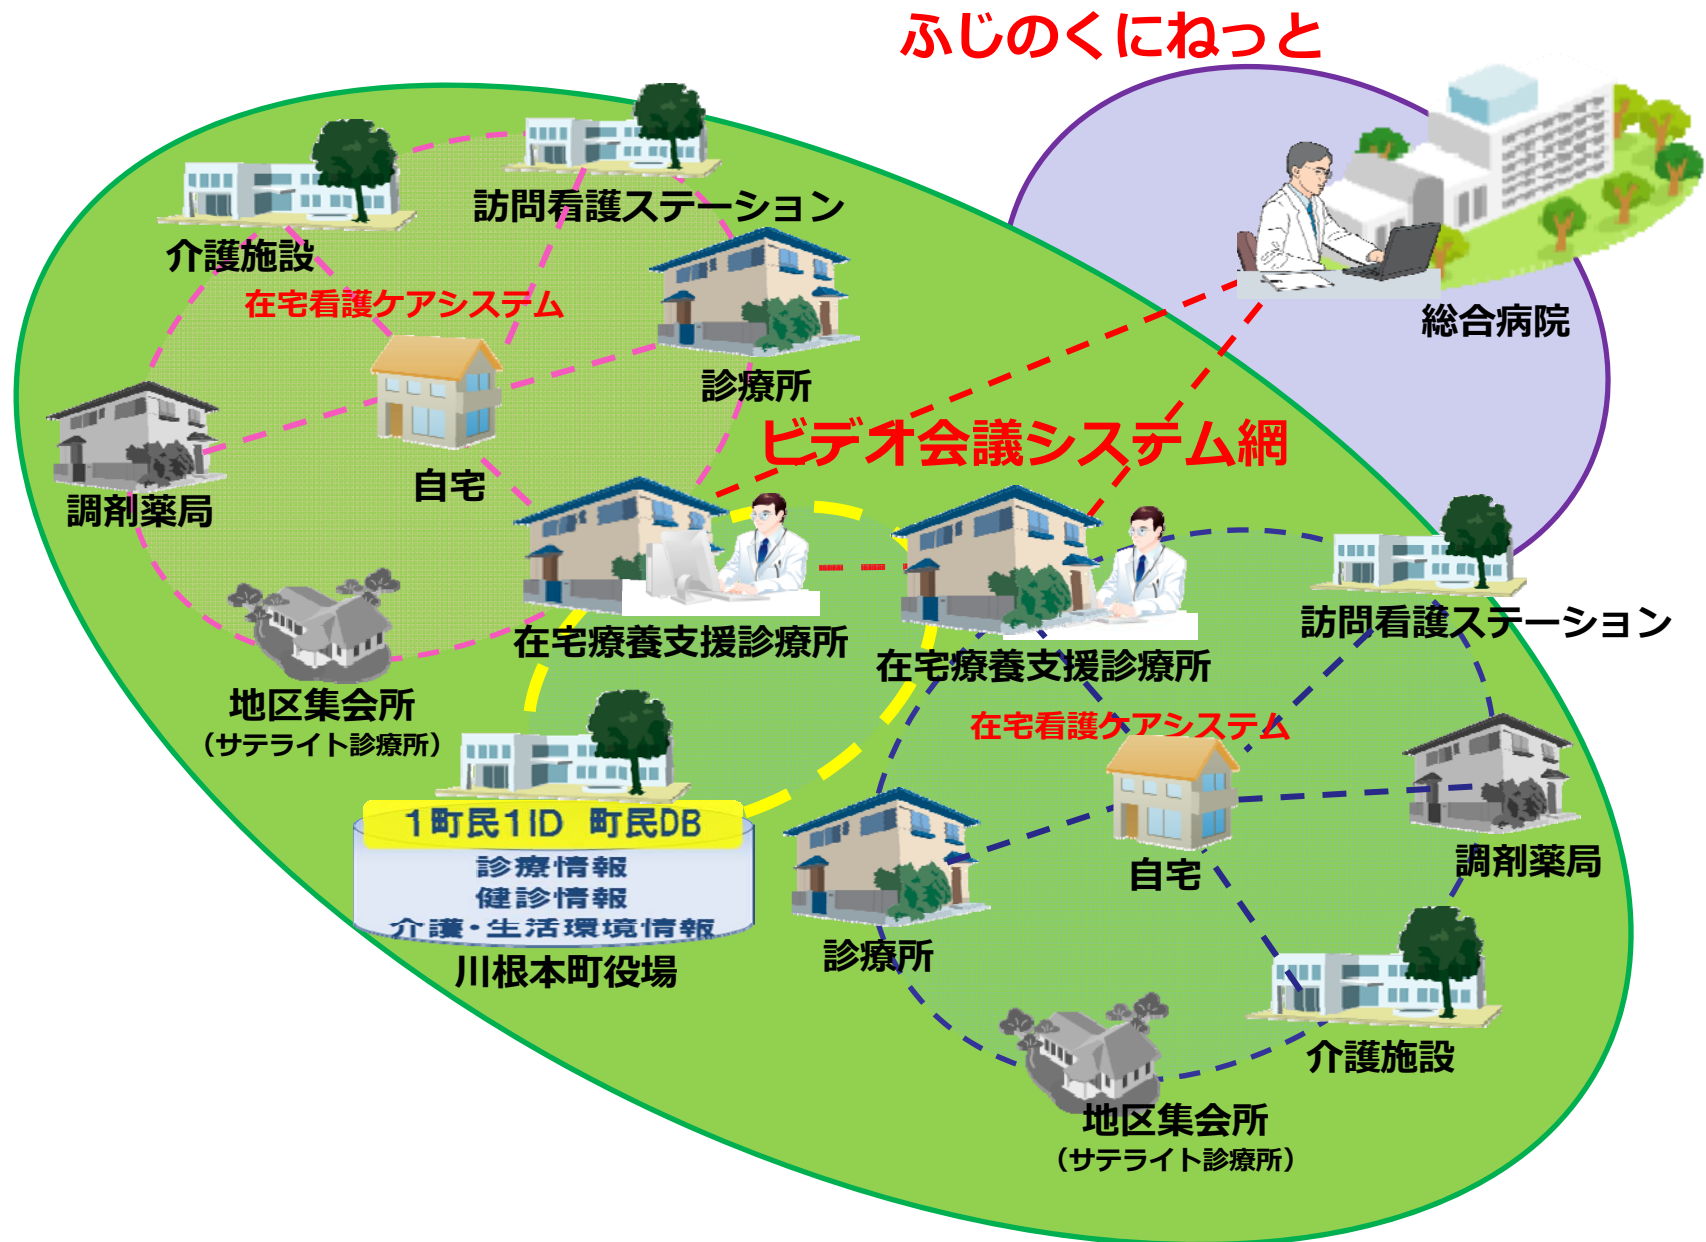 ふじのくにねっと
訪問看護ステーション
介護施設
在宅看護ケアシステム
総合病院
診療所
ビデオ会議システム網
自宅
調剤薬局
在宅療養支援診療所
訪問看護ステーション
在宅療養支援診療所
地区集会所
(サテライト診療所)
在宅看護ケアシステム
1町民1ID 町民DB
診療情報
健診情報
介護・生活環境情報
川根本町役場
自宅
調剤薬局
診療所
介護施設
地区集会所
(サテライト診療所)